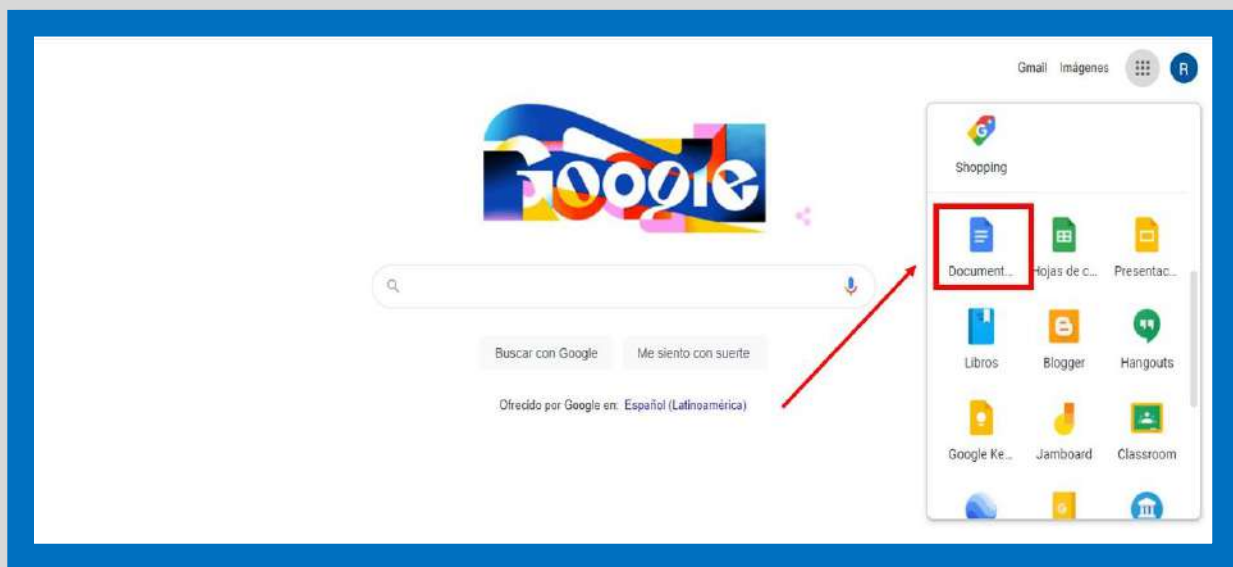 Gmail Imágenes R
Google
Shopping
Document... Hojas de c... Presentac...
Buscar con Google Me siento con suerte
Libros Blogger Hangouts
Ofrecido por Google en: Español (Latinoamérica)
Google Ke... Jamboard Classroom